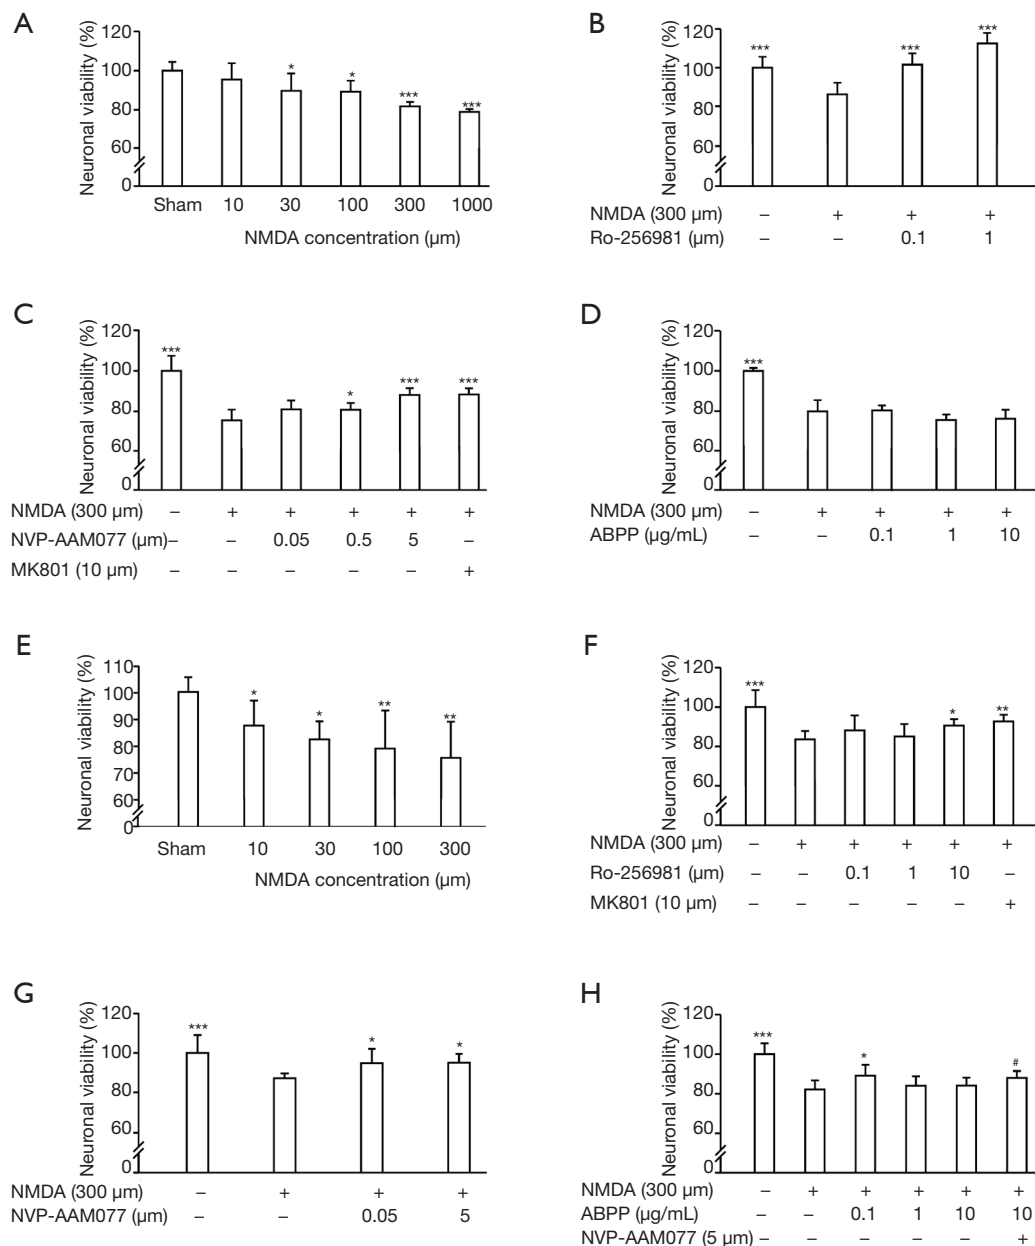 A
Neuronal viability (%)
120
100
80
60
0
* * *** ***
Sham 10 30 100 300 1000
NMDA concentration (µm)
B
Neuronal viability (%)
120
100
80
60
0
*** *** ***
NMDA (300 µm) – + + +
Ro-256981 (µm) – – 0.1 1
C
Neuronal viability (%)
120
100
80
60
0
*** * *** ***
NMDA (300 µm) – + + + + +
NVP-AAM077 (µm) – – 0.05 0.5 5 –
MK801 (10 µm) – – – – – +
D
Neuronal viability (%)
120
100
80
60
0
***
NMDA (300 µm) – + + + +
ABPP (µg/mL) – – 0.1 1 10
E
Neuronal viability (%)
110
100
90
80
70
60
0
* * ** **
Sham 10 30 100 300
NMDA concentration (µm)
F
Neuronal viability (%)
120
100
80
60
0
*** * **
NMDA (300 µm) – + + + + +
Ro-256981 (µm) – – 0.1 1 10 –
MK801 (10 µm) – – – – – +
G
Neuronal viability (%)
120
100
80
60
0
*** * *
NMDA (300 µm) – + + +
NVP-AAM077 (µm) – – 0.05 5
H
Neuronal viability (%)
120
100
80
60
0
*** * #
NMDA (300 µm) – + + + + +
ABPP (µg/mL) – – 0.1 1 10 10
NVP-AAM077 (5 µm) – – – – – +